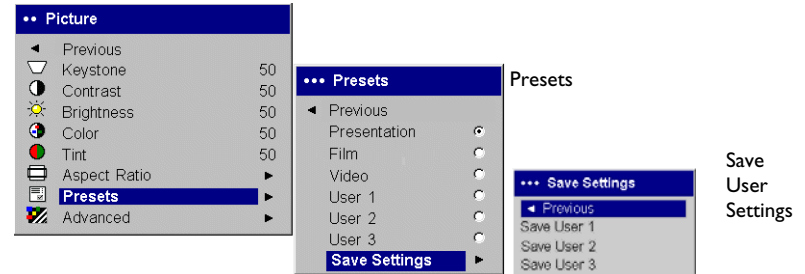 •• Picture
Previous
Keystone 50
Contrast 50
Brightness 50
Color 50
Tint 50
Aspect Ratio
Presets
Advanced
••• Presets
Previous
Presentation
Film
Video
User 1
User 2
User 3
Save Settings
Presets
••• Save Settings
Previous
Save User 1
Save User 2
Save User 3
Save
User
Settings